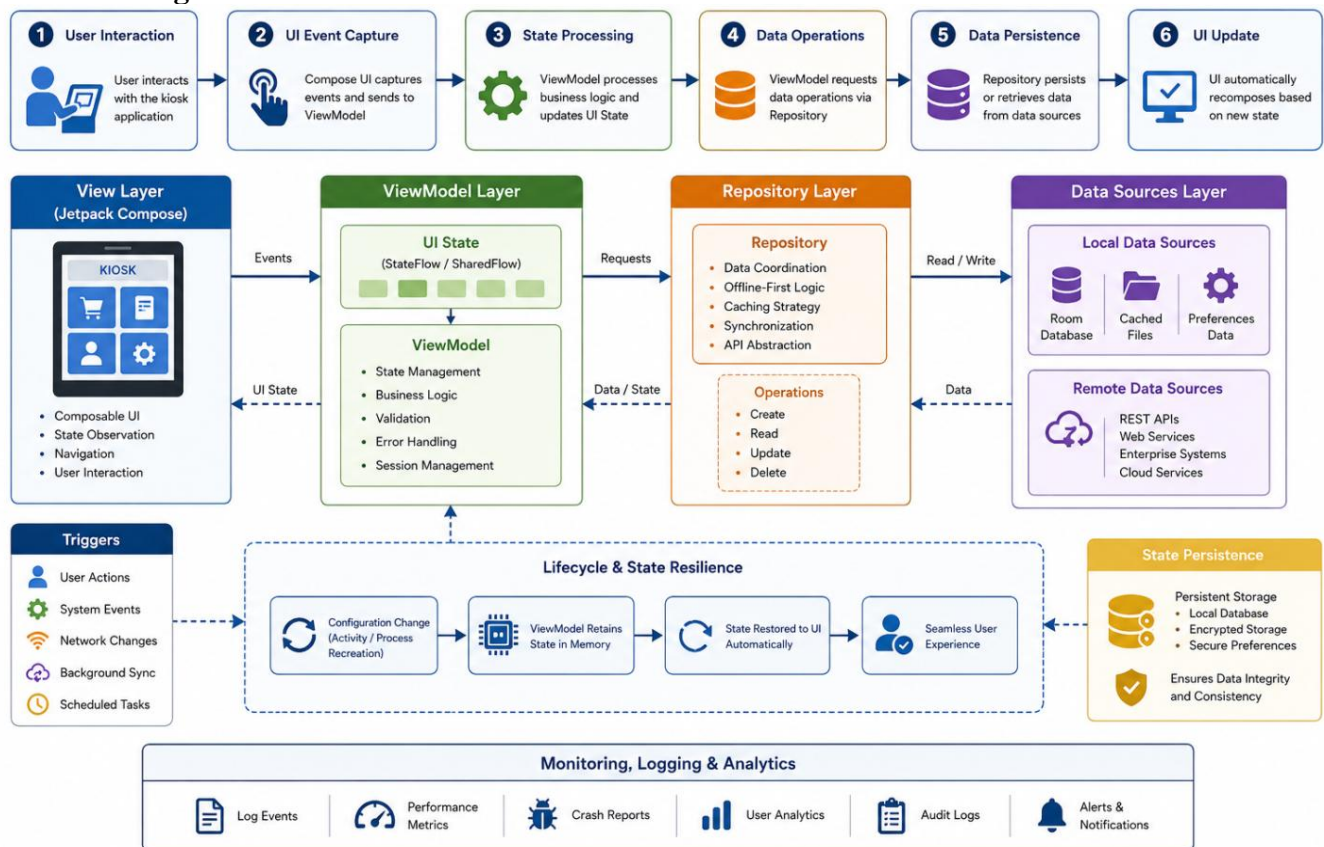 1 User Interaction
User interacts
with the kiosk
application
2 UI Event Capture
Compose UI captures
events and sends to
ViewModel
3 State Processing
ViewModel processes
business logic and
updates UI State
4 Data Operations
ViewModel requests
data operations via
Repository
5 Data Persistence
Repository persists
or retrieves data
from data sources
6 UI Update
UI automatically
recomposes based
on new state
View Layer
(Jetpack Compose)
KIOSK
• Composable UI
• State Observation
• Navigation
• User Interaction
Events
UI State
ViewModel Layer
UI State
(StateFlow / SharedFlow)
ViewModel
• State Management
• Business Logic
• Validation
• Error Handling
• Session Management
Requests
Data / State
Repository Layer
Repository
• Data Coordination
• Offline-First Logic
• Caching Strategy
• Synchronization
• API Abstraction
Operations
• Create
• Read
• Update
• Delete
Read / Write
Data
Data Sources Layer
Local Data Sources
Room
Database
Cached
Files
Preferences
Data
Remote Data Sources
REST APIs
Web Services
Enterprise Systems
Cloud Services
Triggers
User Actions
System Events
Network Changes
Background Sync
Scheduled Tasks
Lifecycle & State Resilience
Configuration Change
(Activity / Process
Recreation)
ViewModel Retains
State in Memory
State Restored to UI
Automatically
Seamless User
Experience
State Persistence
Persistent Storage
• Local Database
• Encrypted Storage
• Secure Preferences
Ensures Data Integrity
and Consistency
Monitoring, Logging & Analytics
Log Events
Performance
Metrics
Crash Reports
User Analytics
Audit Logs
Alerts &
Notifications